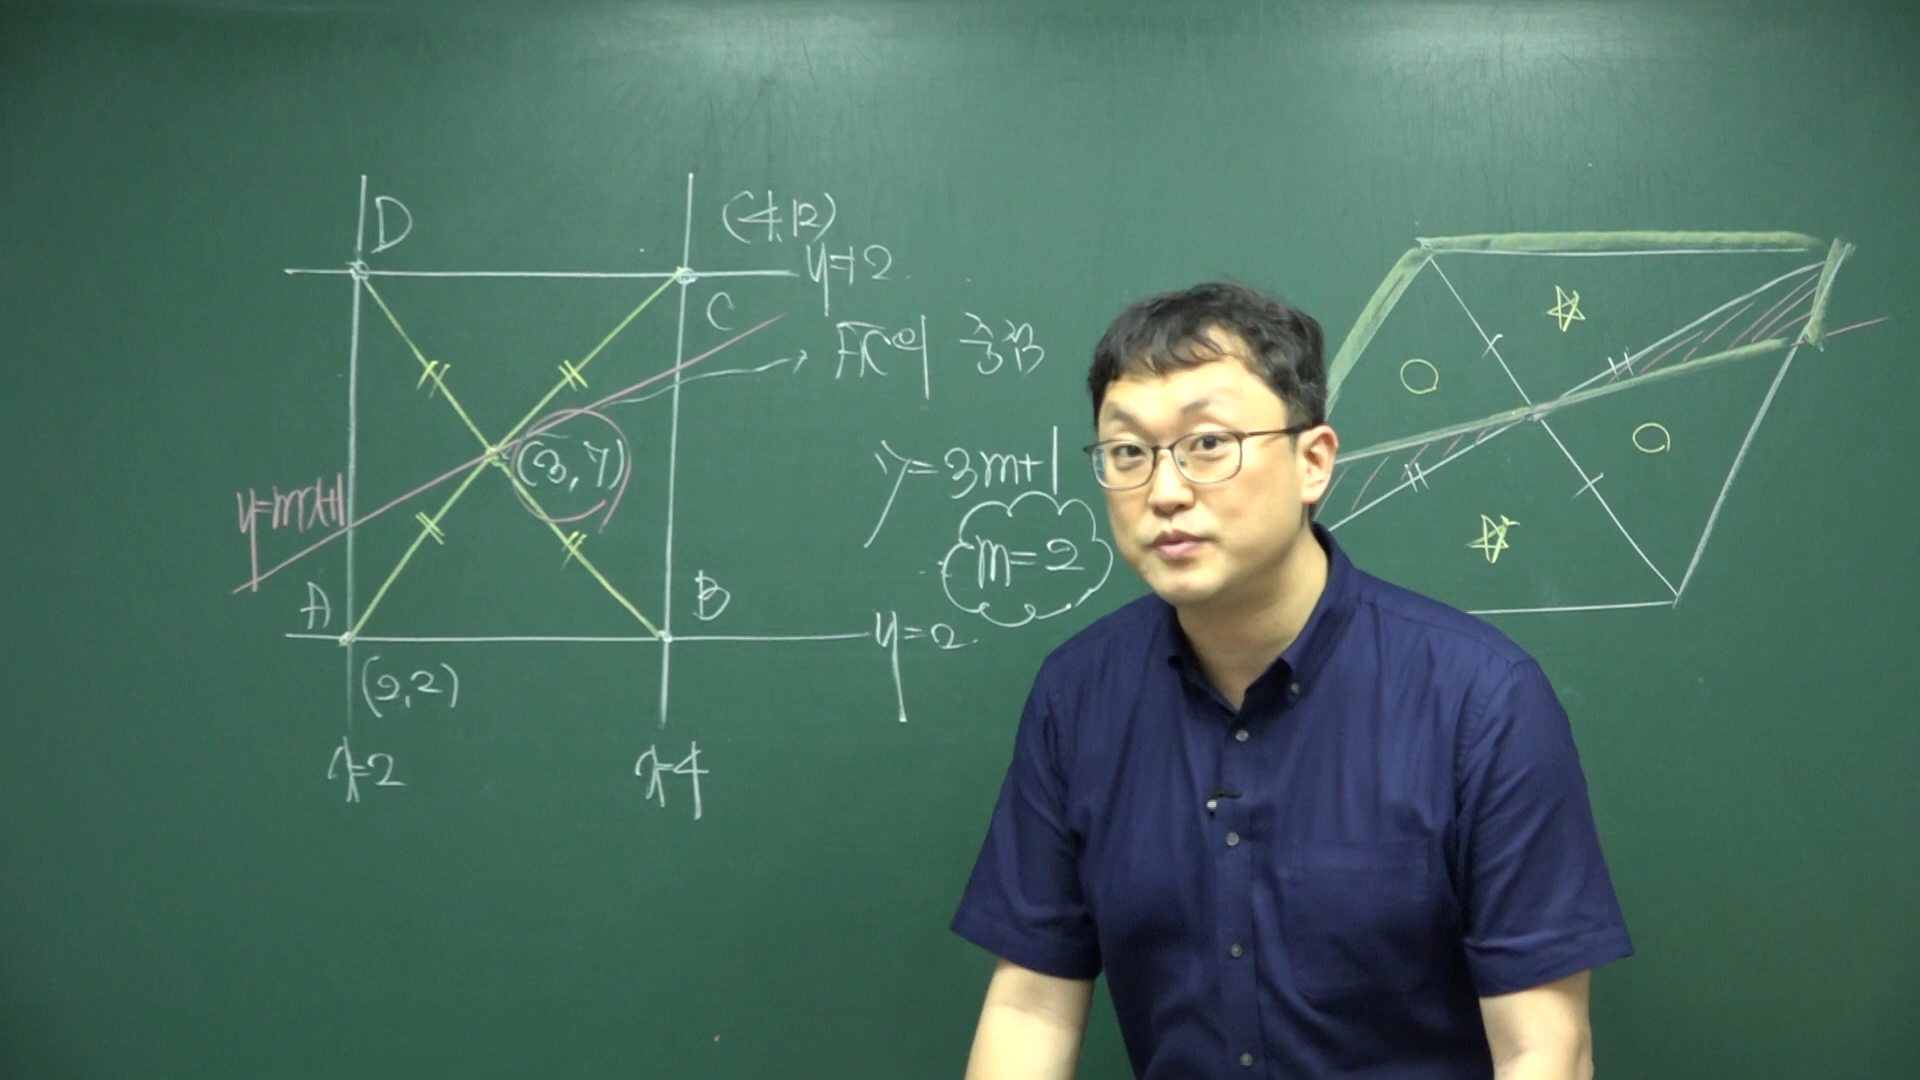 D
(4,12)
y=12
C
AC의 중점
(3,7)
7=3m+1
y=mx+1
m=2
A
B
y=2
(2,2)
x=2
x=4